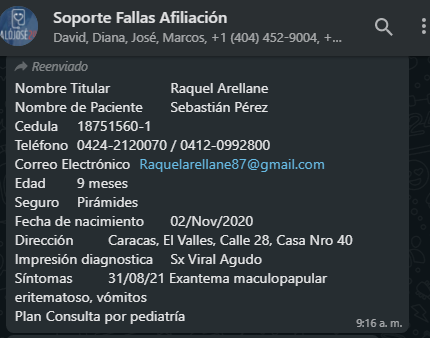 Soporte Fallas Afiliación
David, Diana, José, Marcos, +1 (404) 452-9004, +...
ALÓJOSÉ
Reenviado
Nombre Titular Raquel Arellane
Nombre de Paciente Sebastián Pérez
Cedula 18751560-1
Teléfono 0424-2120070 / 0412-0992800
Correo Electrónico Raquelarellane87@gmail.com
Edad 9 meses
Seguro Pirámides
Fecha de nacimiento 02/Nov/2020
Dirección Caracas, El Valles, Calle 28, Casa Nro 40
Impresión diagnostica Sx Viral Agudo
Síntomas 31/08/21 Exantema maculopapular
eritematoso, vómitos
Plan Consulta por pediatría
9:16 a. m.